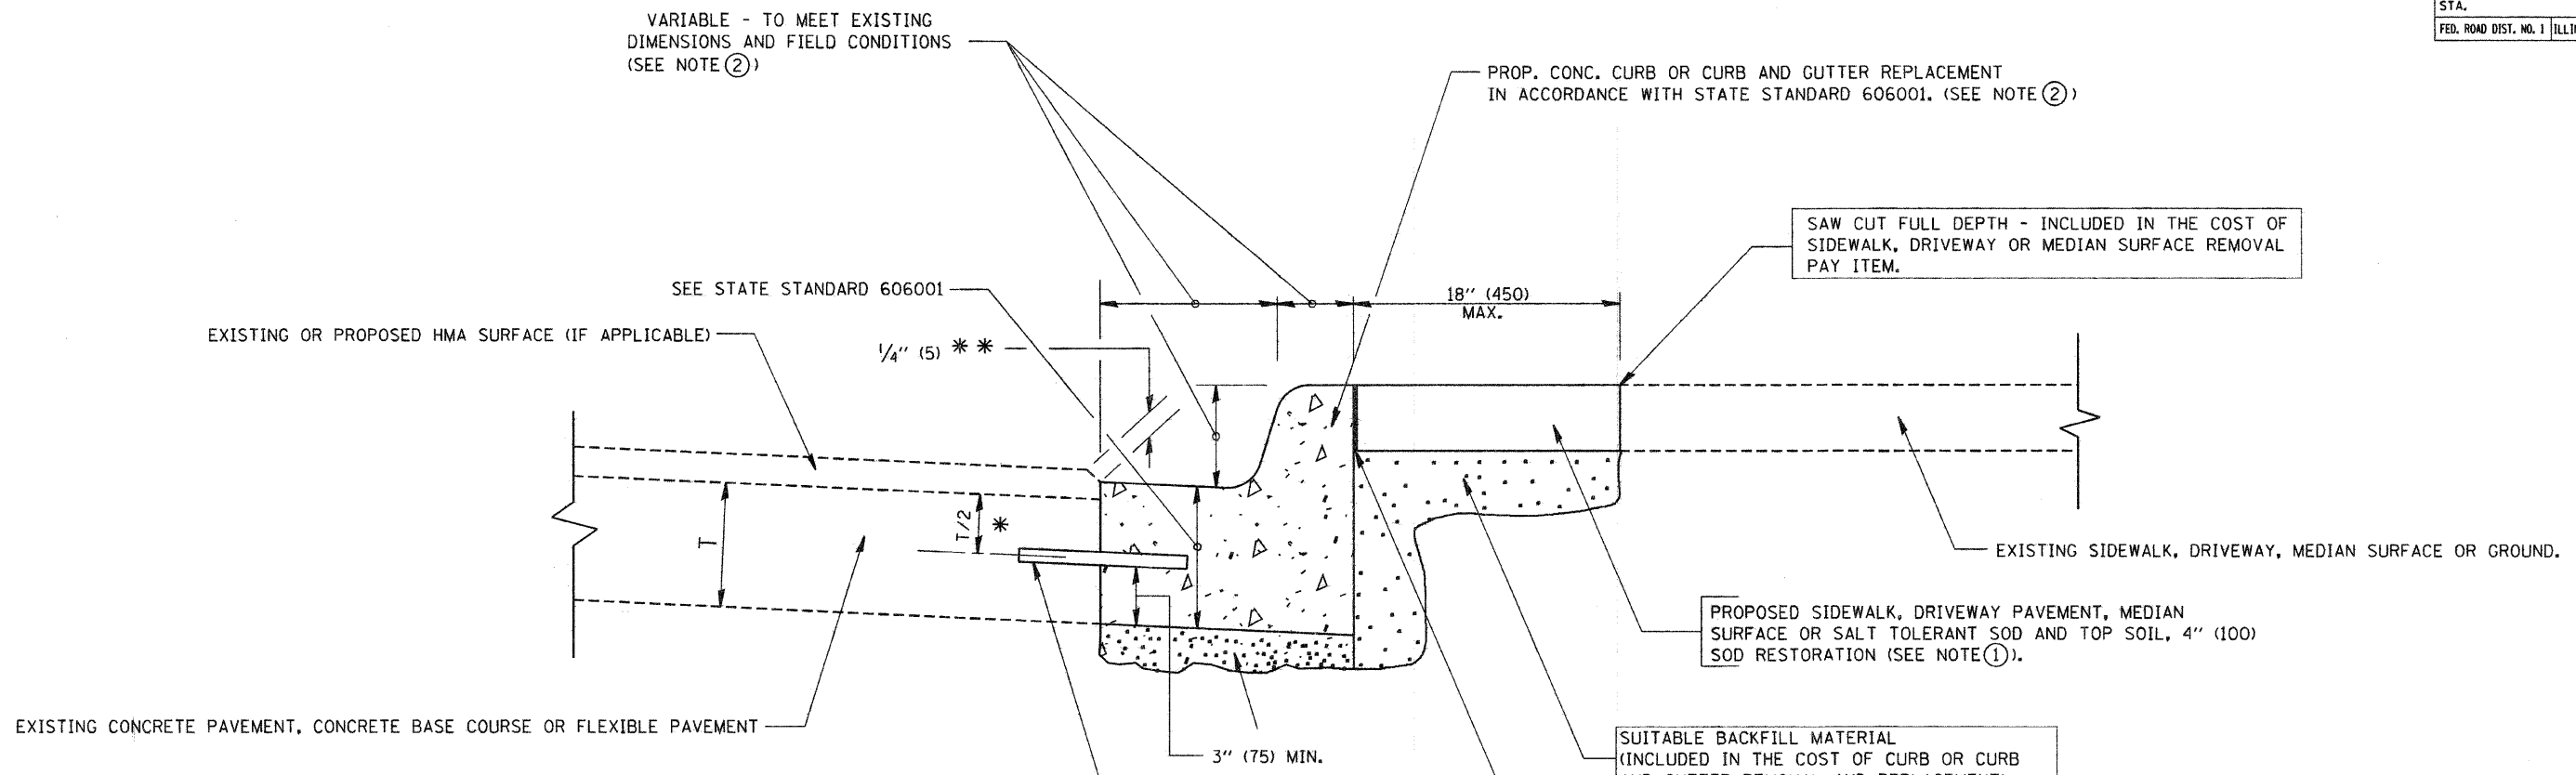 STA.
FED. ROAD DIST. NO. 1
VARIABLE - TO MEET EXISTING
DIMENSIONS AND FIELD CONDITIONS
(SEE NOTE 2)
PROP. CONC. CURB OR CURB AND GUTTER REPLACEMENT
IN ACCORDANCE WITH STATE STANDARD 606001. (SEE NOTE 2)
SAW CUT FULL DEPTH - INCLUDED IN THE COST OF
SIDEWALK, DRIVEWAY OR MEDIAN SURFACE REMOVAL
PAY ITEM.
SEE STATE STANDARD 606001
18" (450)
MAX.
EXISTING OR PROPOSED HMA SURFACE (IF APPLICABLE)
1/4" (5) * *
T
T/2 *
EXISTING SIDEWALK, DRIVEWAY, MEDIAN SURFACE OR GROUND.
PROPOSED SIDEWALK, DRIVEWAY PAVEMENT, MEDIAN
SURFACE OR SALT TOLERANT SOD AND TOP SOIL, 4" (100)
SOD RESTORATION (SEE NOTE 1).
EXISTING CONCRETE PAVEMENT, CONCRETE BASE COURSE OR FLEXIBLE PAVEMENT
3" (75) MIN.
SUITABLE BACKFILL MATERIAL
(INCLUDED IN THE COST OF CURB OR CURB